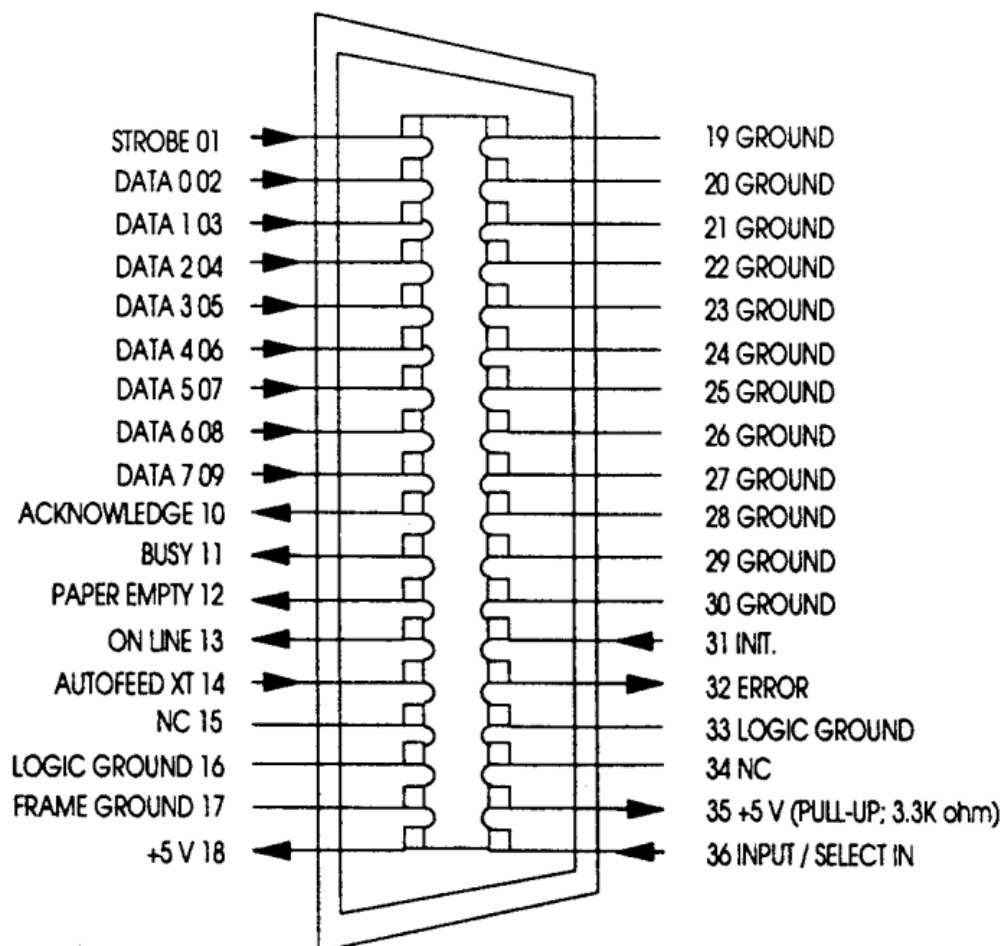 STROBE 01
DATA 0 02
DATA 1 03
DATA 2 04
DATA 3 05
DATA 4 06
DATA 5 07
DATA 6 08
DATA 7 09
ACKNOWLEDGE 10
BUSY 11
PAPER EMPTY 12
ON LINE 13
AUTOFEED XT 14
NC 15
LOGIC GROUND 16
FRAME GROUND 17
+5 V 18
19 GROUND
20 GROUND
21 GROUND
22 GROUND
23 GROUND
24 GROUND
25 GROUND
26 GROUND
27 GROUND
28 GROUND
29 GROUND
30 GROUND
31 INIT.
32 ERROR
33 LOGIC GROUND
34 NC
35 +5 V (PULL-UP; 3.3K ohm)
36 INPUT / SELECT IN